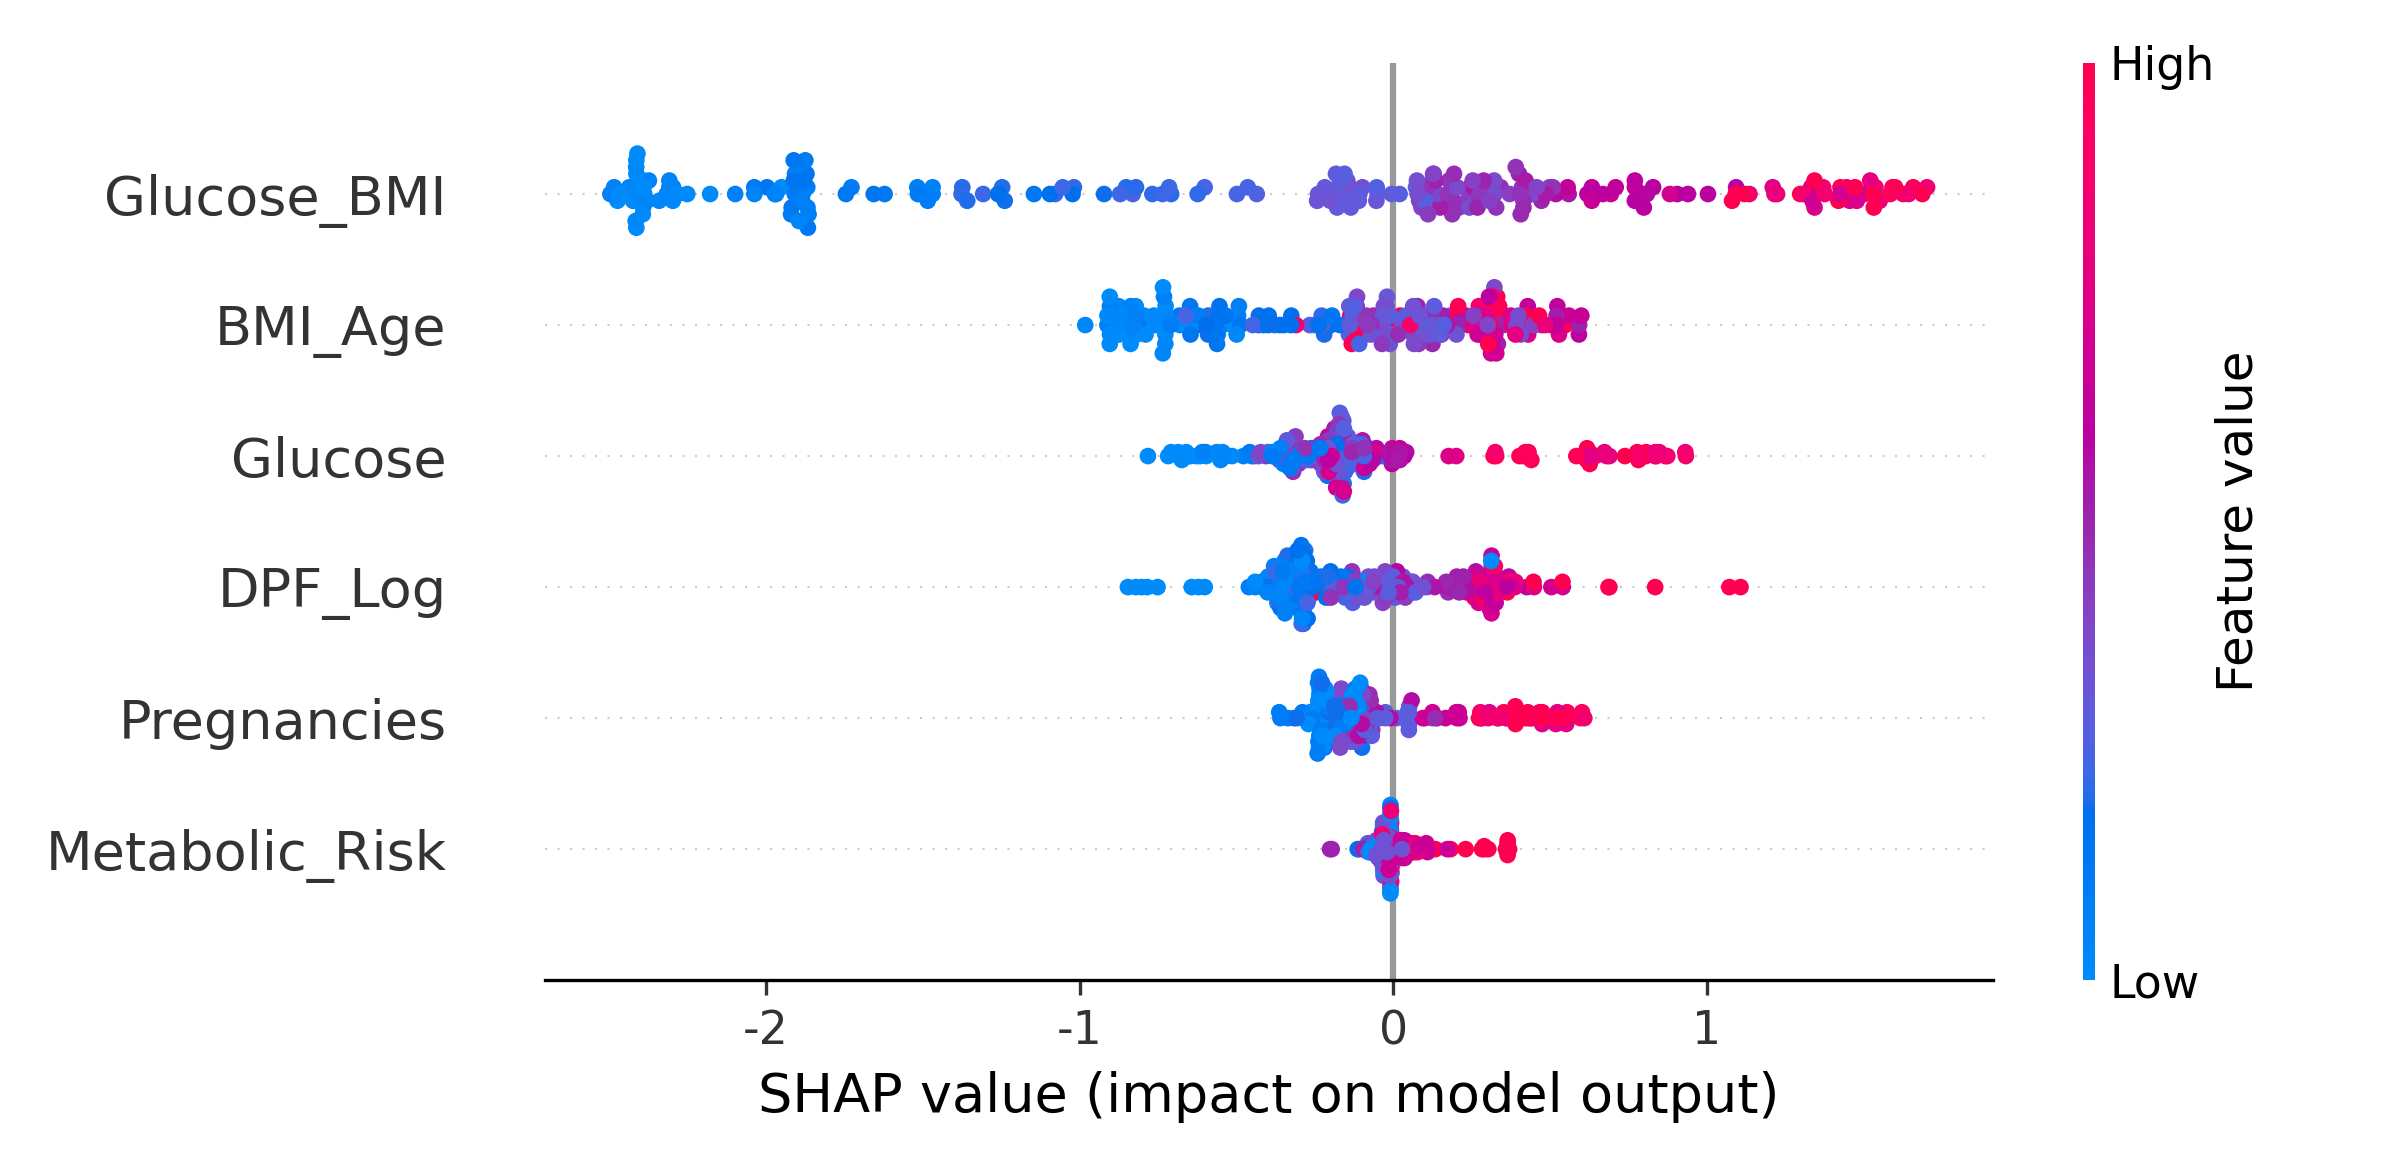 High
Glucose_BMI
BMI_Age
Glucose
DPF_Log
Pregnancies
Metabolic_Risk
Feature value
Low
-2 -1 0 1
SHAP value (impact on model output)